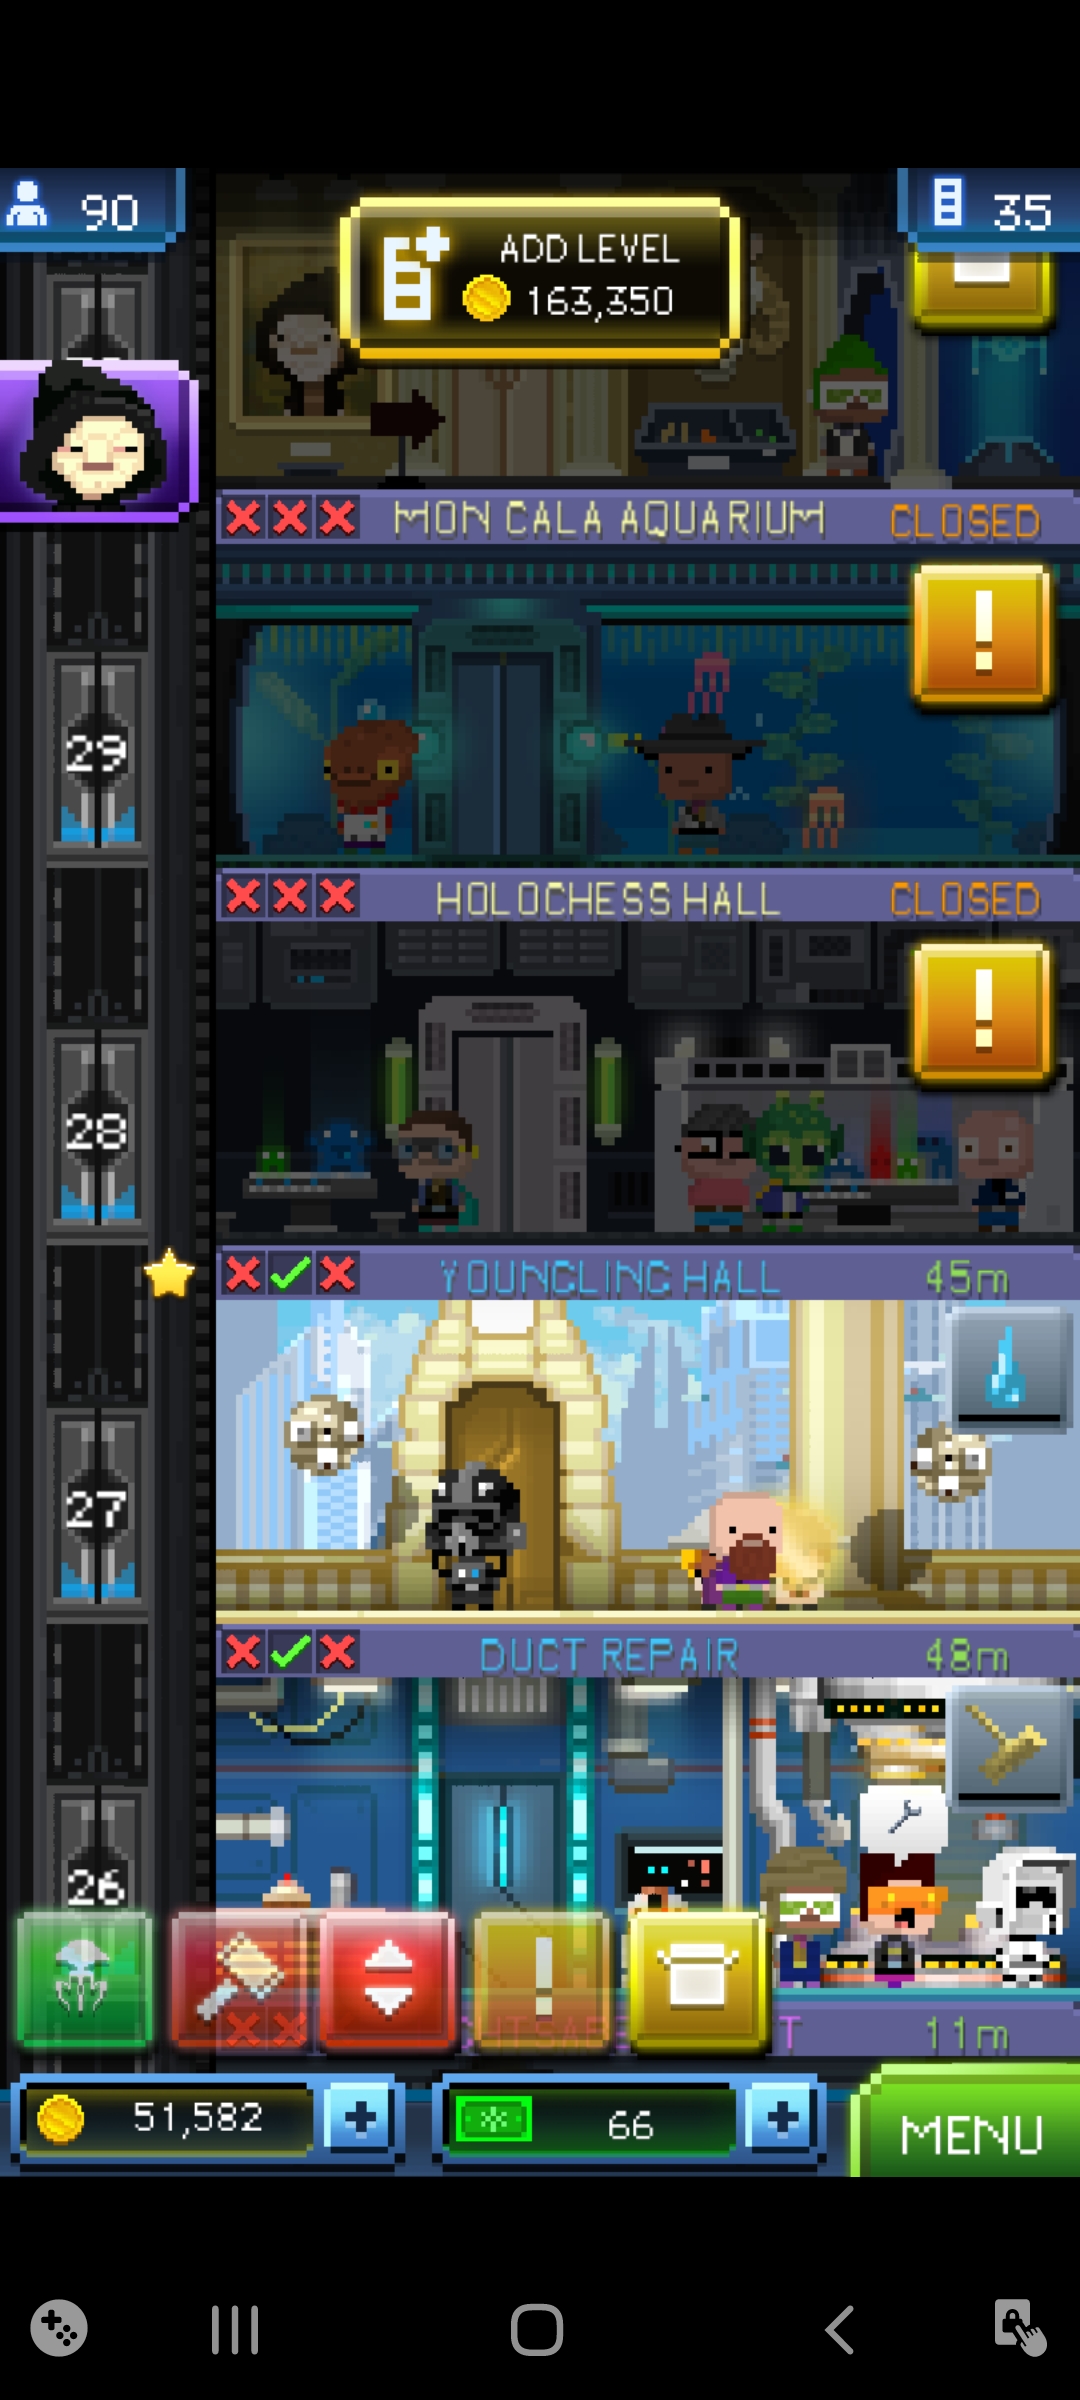 90
ADD LEVEL
163,350
35
MON CALA AQUARIUM CLOSED
29
HOLOCHESS HALL CLOSED
28
YOUNGLING HALL 45m
27
DUCT REPAIR 48m
26
11m
51,582
66
MENU